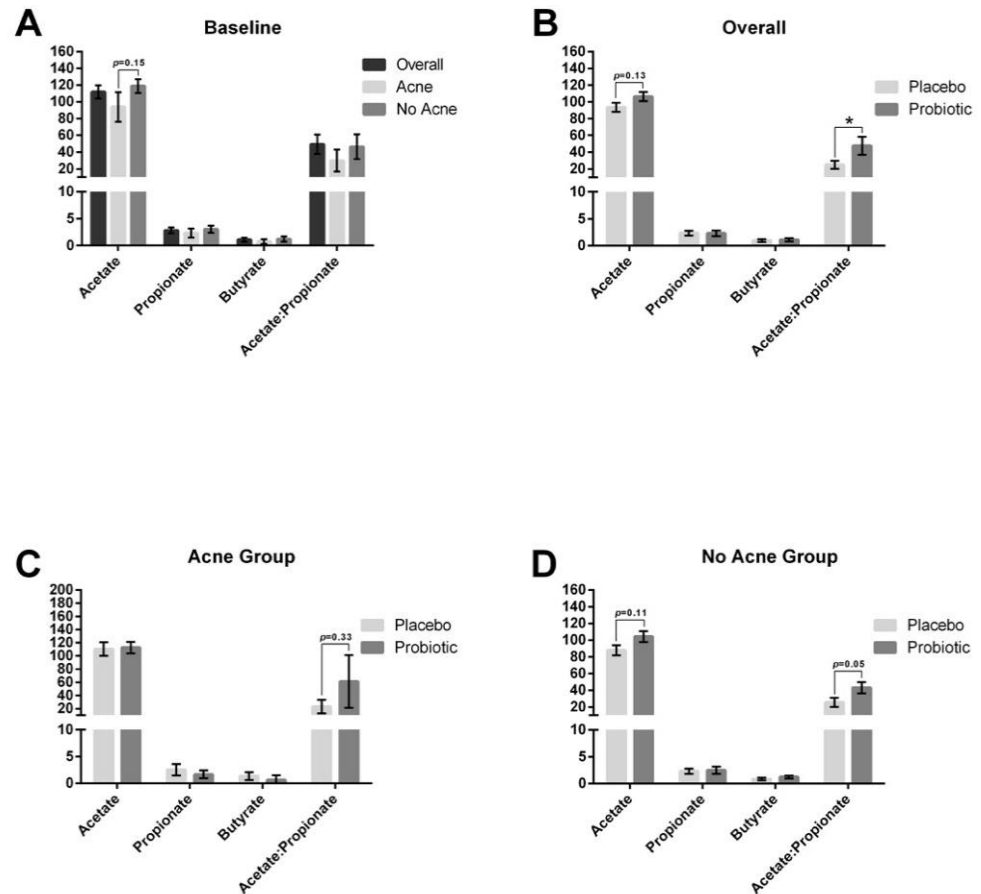 A
Baseline
160
140
120
100
80
60
40
20
10
5
0
p=0.15
Overall
Acne
No Acne
Acetate
Propionate
Butyrate
Acetate:Propionate
B
Overall
160
140
120
100
80
60
40
20
10
5
0
p=0.13
*
Placebo
Probiotic
Acetate
Propionate
Butyrate
Acetate:Propionate
C
Acne Group
200
180
160
140
120
100
80
60
40
20
10
5
0
p=0.33
Placebo
Probiotic
Acetate
Propionate
Butyrate
Acetate:Propionate
D
No Acne Group
160
140
120
100
80
60
40
20
10
5
0
p=0.11
p=0.05
Placebo
Probiotic
Acetate
Propionate
Butyrate
Acetate:Propionate